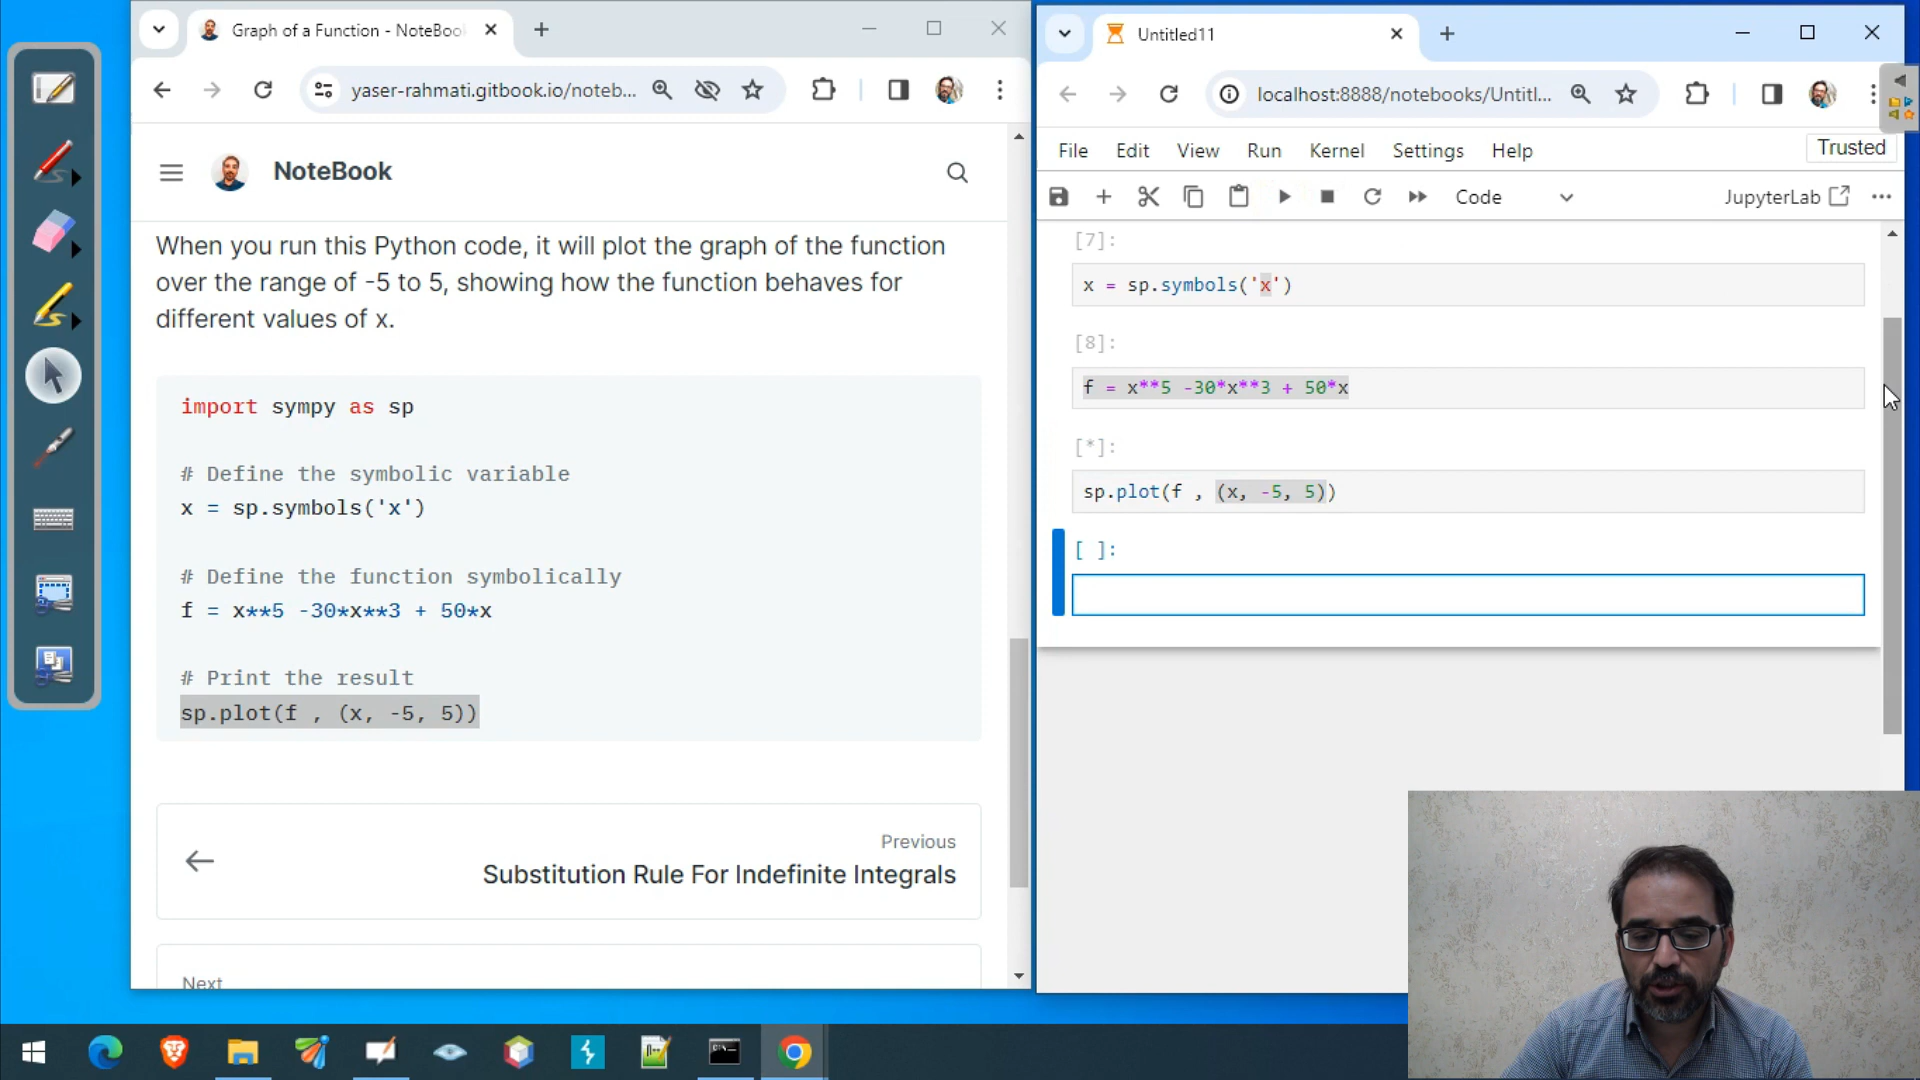 Graph of a Function - NoteBoo
yaser-rahmati.gitbook.io/noteb...
NoteBook
When you run this Python code, it will plot the graph of the function
over the range of -5 to 5, showing how the function behaves for
different values of x.
import sympy as sp
# Define the symbolic variable
x = sp.symbols('x')
# Define the function symbolically
f = x**5 -30*x**3 + 50*x
# Print the result
sp.plot(f , (x, -5, 5))
Previous
Substitution Rule For Indefinite Integrals
Next
Untitled11
localhost:8888/notebooks/Untitl...
File Edit View Run Kernel Settings Help
Trusted
Code
JupyterLab
[7]:
x = sp.symbols('x')
[8]:
f = x**5 -30*x**3 + 50*x
[*]:
sp.plot(f , (x, -5, 5))
[ ]: